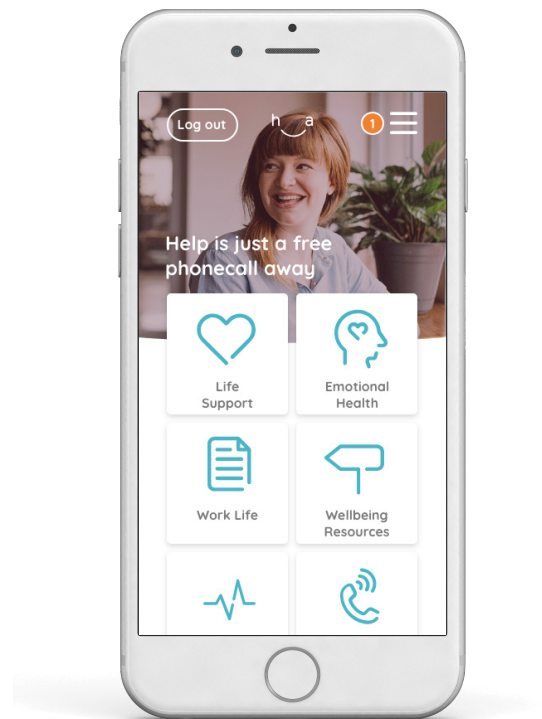 Log out
h a
1
Help is just a free
phonecall away
Life
Support
Emotional
Health
Work Life
Wellbeing
Resources